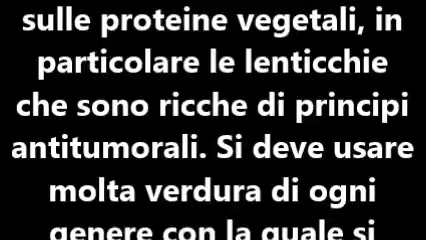 sulle proteine vegetali, in
particolare le lenticchie
che sono ricche di principi
antitumorali. Si deve usare
molta verdura di ogni
genere con la quale si